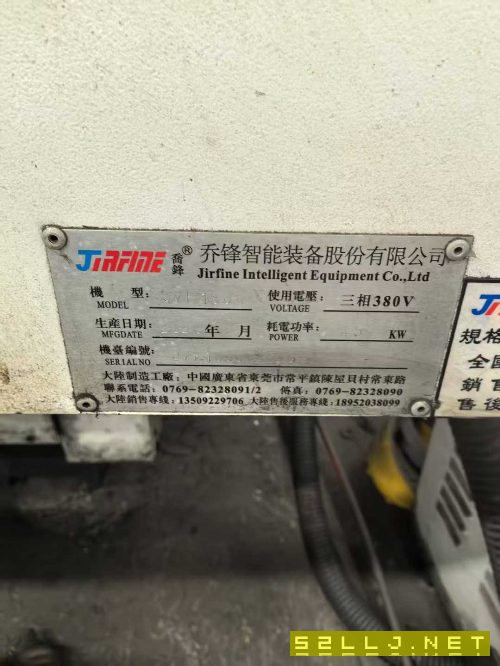 JIRFINE 喬鋒® 乔锋智能装备股份有限公司
Jirfine Intelligent Equipment Co.,Ltd
機 型: 使用電壓: 三相380V
MODEL VOLTAGE
生産日期: 年 月 耗電功率: KW
MFGDATE POWER
機臺編號:
SERIAL NO
大陸制造工廠: 中國廣東省東莞市常平鎮陳屋貝村常東路
聯系電話: 0769-82328091/2 傳真: 0769-82328090
大陸銷售專綫: 13509229706 大陸售後服務專綫: 18952038099
規格
全國
銷售
售後
52LLJ.NET